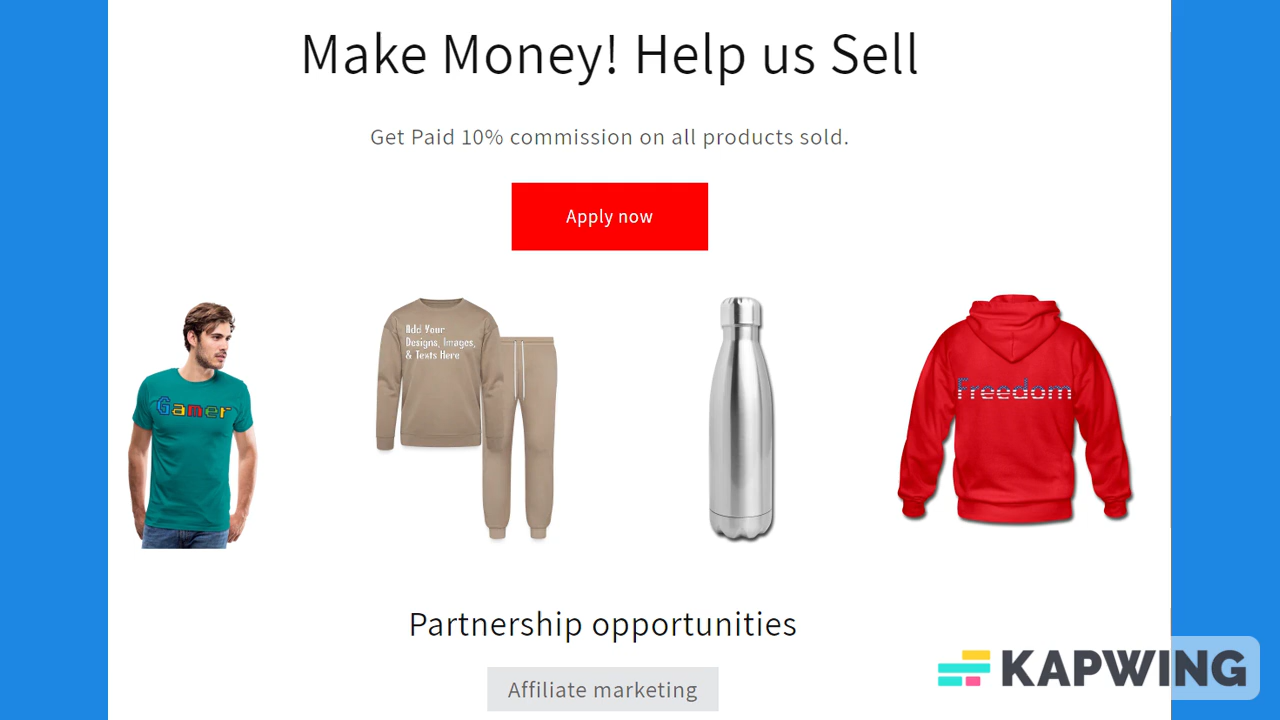 Make Money! Help us Sell
Get Paid 10% commission on all products sold.
Apply now
Gamer
Add Your
Designs, Images,
& Texts Here
Freedom
Partnership opportunities
Affiliate marketing
KAPWING